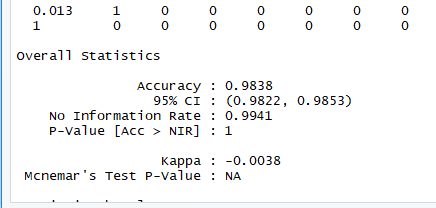 0.013 1 0 0 0 0 0 0 0
1 0 0 0 0 0 0 0 0
Overall Statistics
Accuracy : 0.9838
95% CI : (0.9822, 0.9853)
No Information Rate : 0.9941
P-Value [Acc > NIR] : 1
Kappa : -0.0038
Mcnemar's Test P-Value : NA